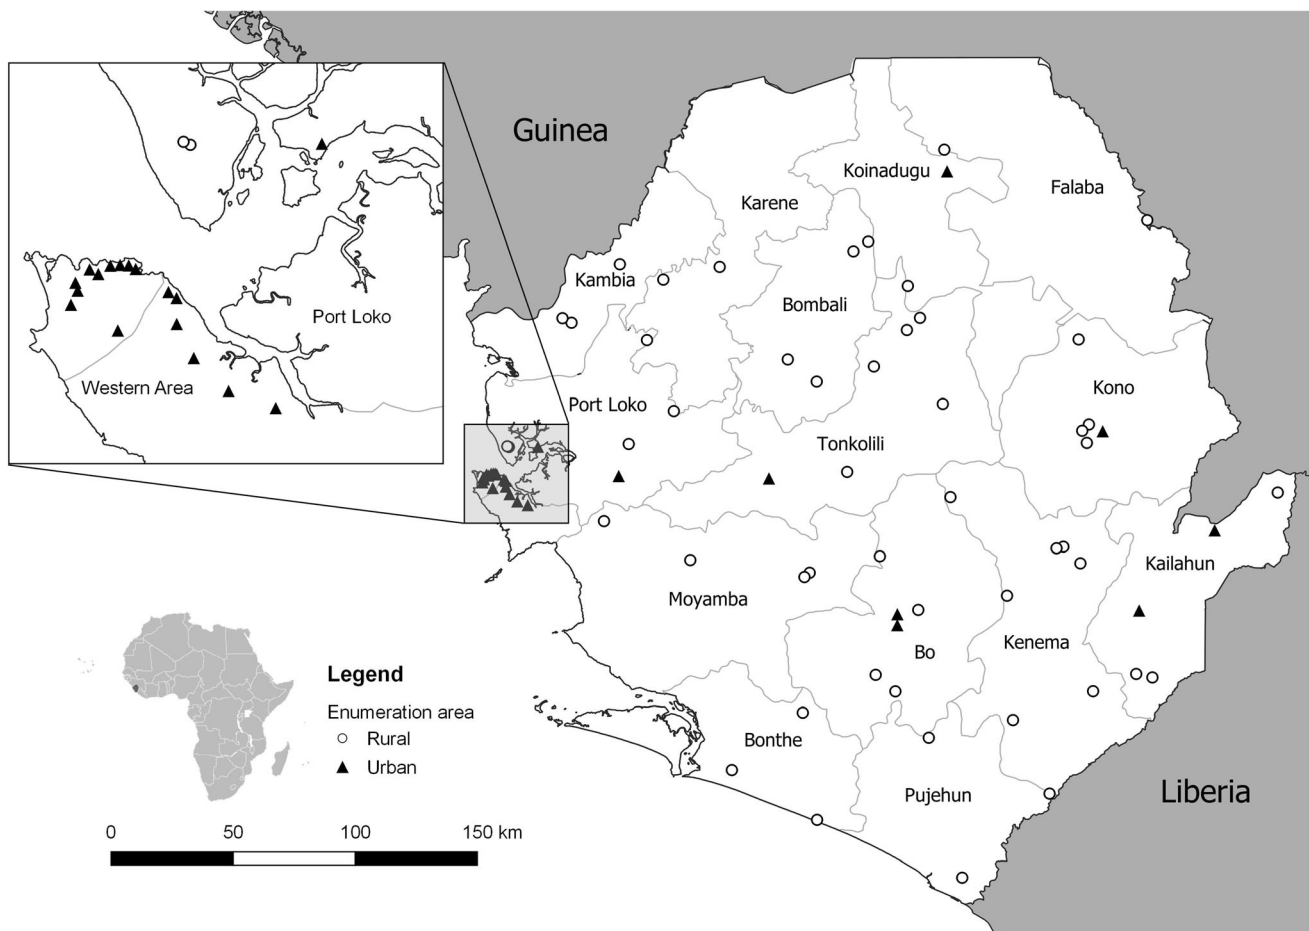 Guinea
Koinadugu
Falaba
Karene
Kambia
Bombali
Port Loko
Western Area
Kono
Port Loko
Tonkolili
Kailahun
Moyamba
Kenema
Bo
Legend
Enumeration area
Rural
Urban
Bonthe
Pujehun
Liberia
0 50 100 150 km